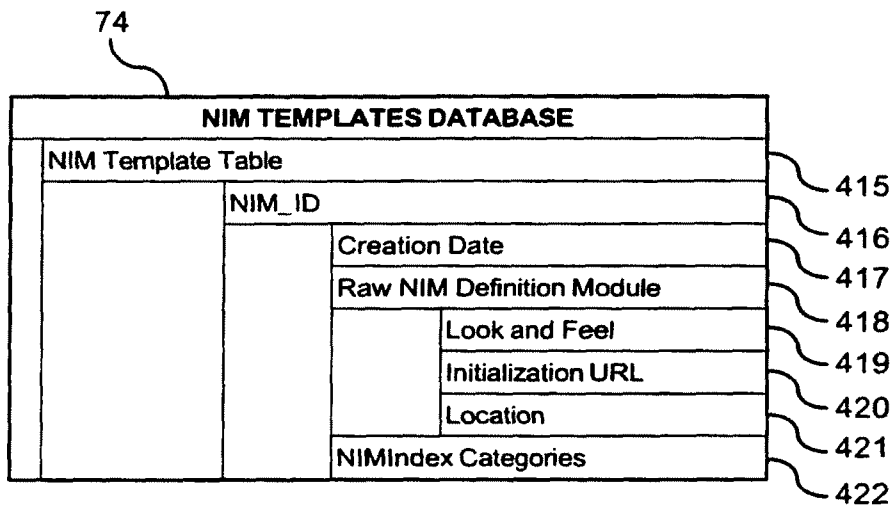 74
NIM TEMPLATES DATABASE
NIM Template Table
415
NIM_ID
416
Creation Date
417
Raw NIM Definition Module
418
Look and Feel
419
Initialization URL
420
Location
421
NIMIndex Categories
422